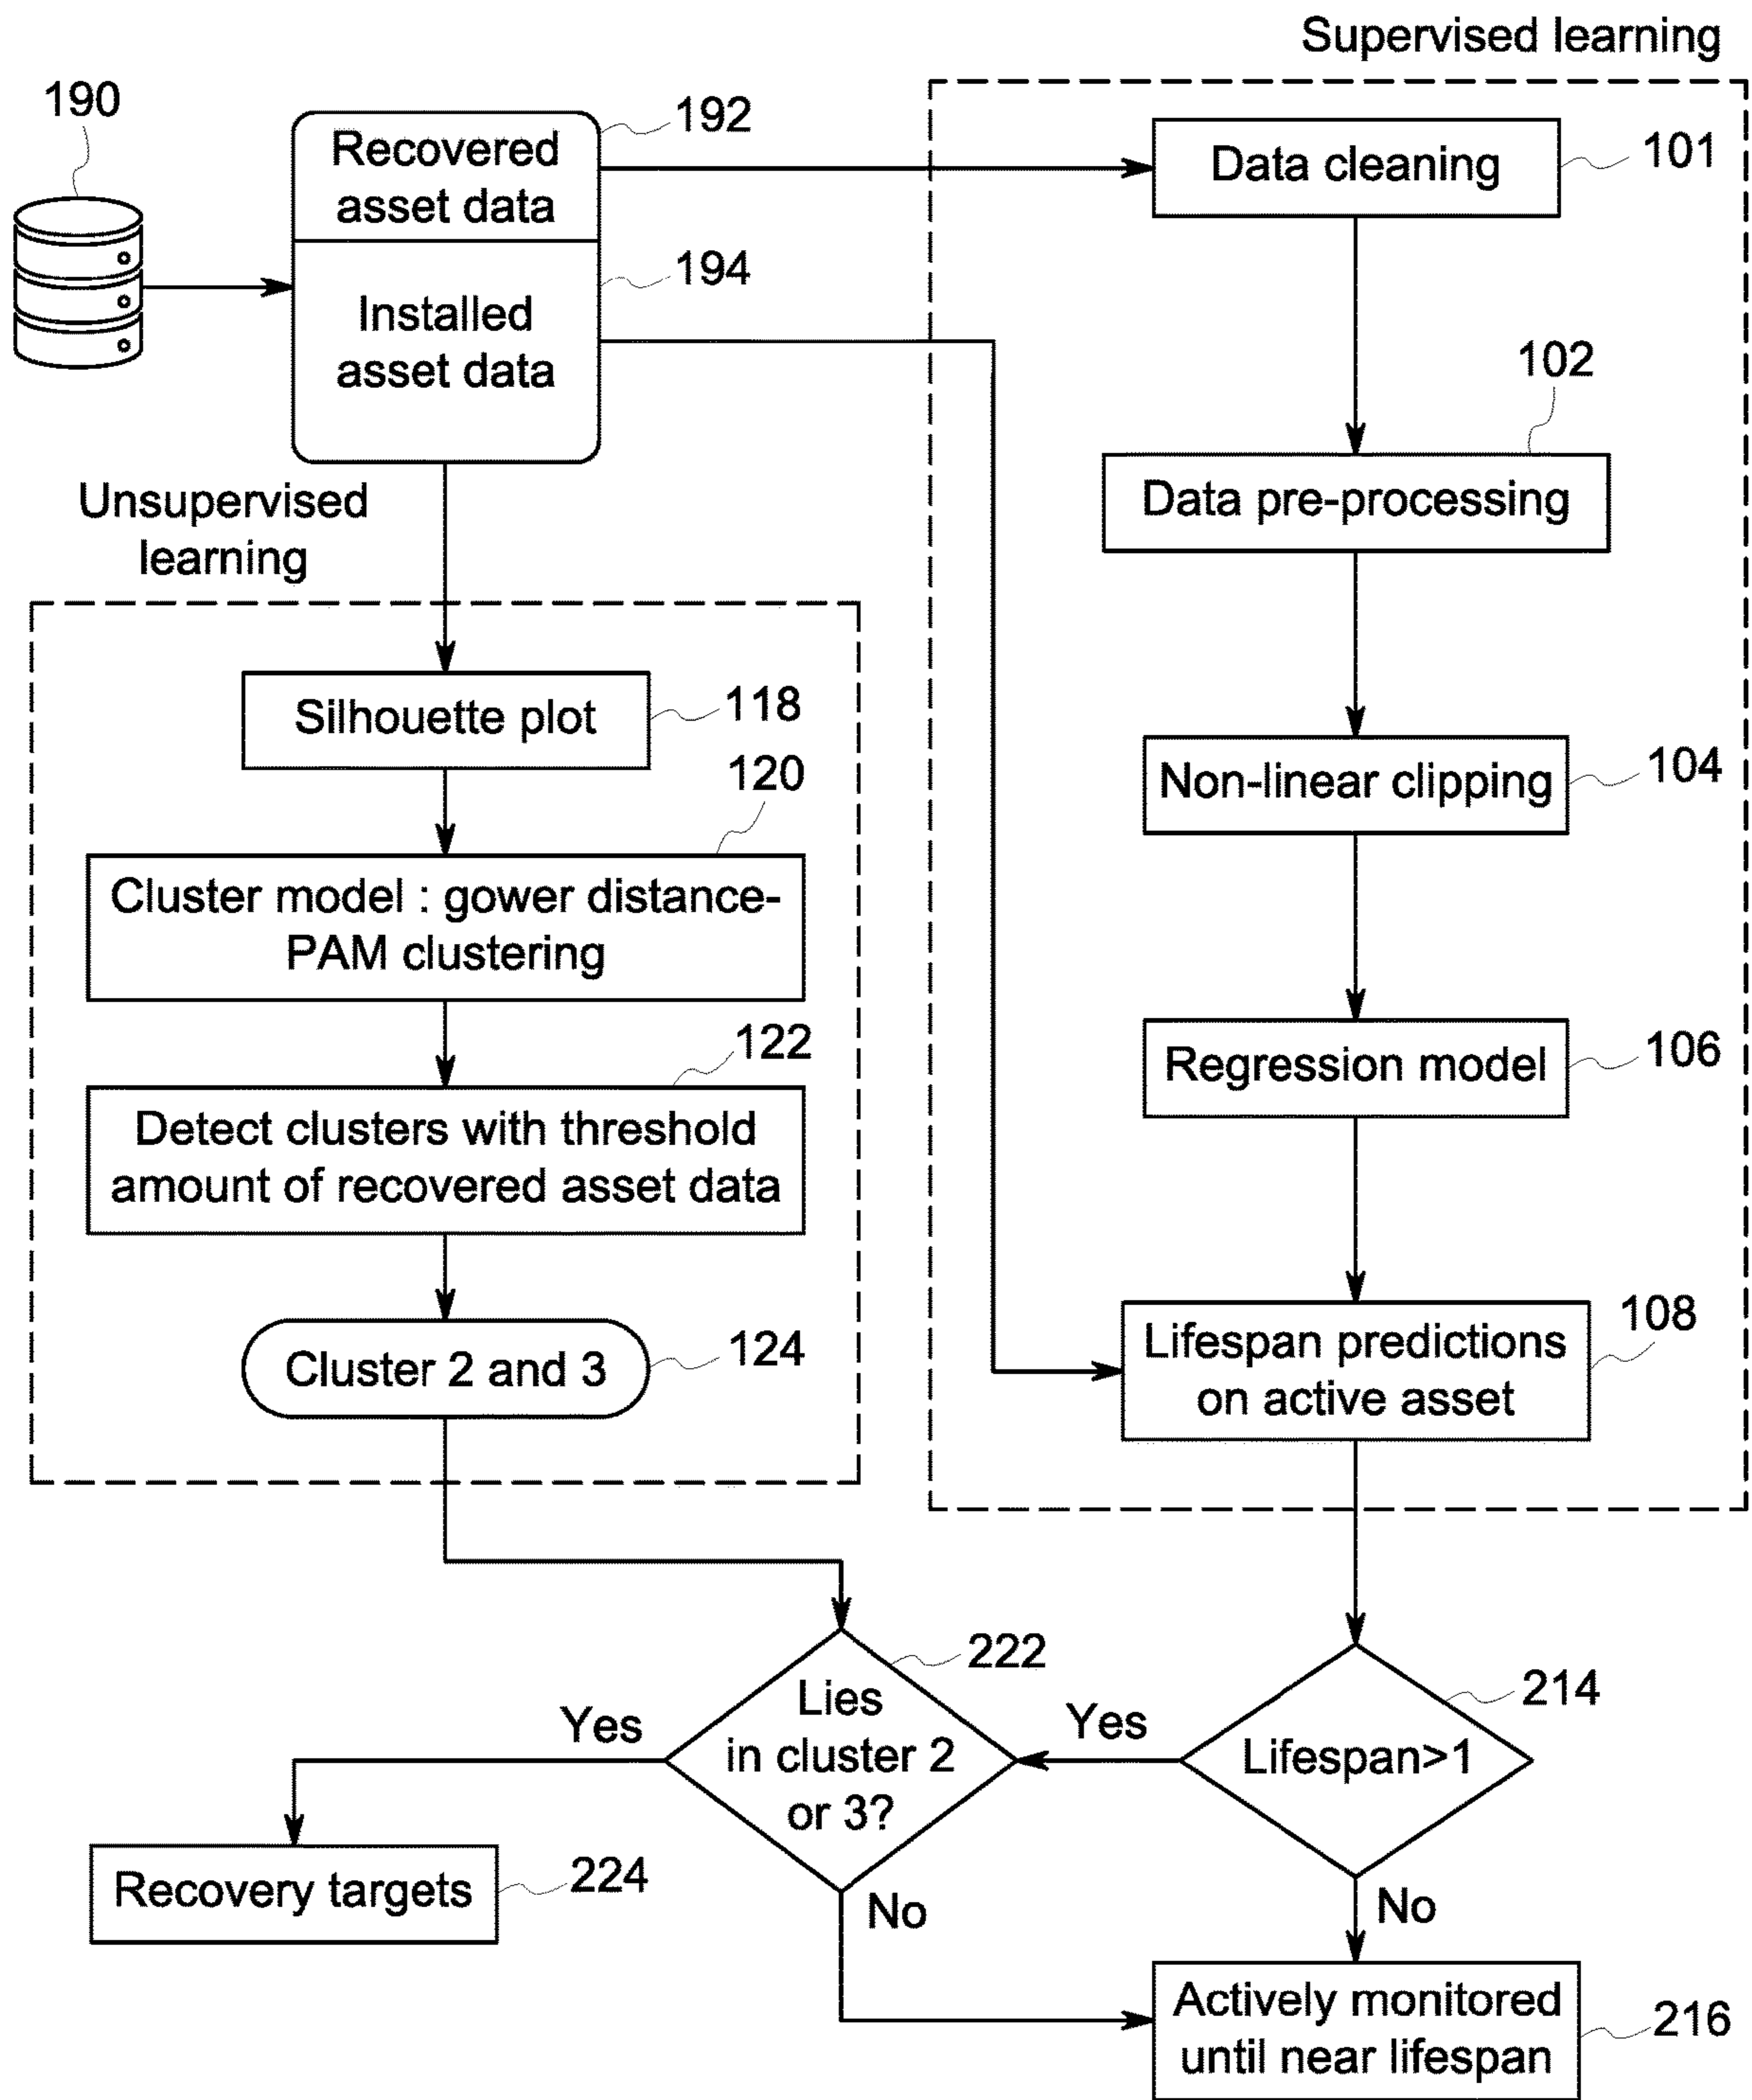 Supervised learning
190
Recovered
asset data
192
Installed
asset data
194
Data cleaning
101
102
Data pre-processing
Unsupervised
learning
Silhouette plot
118
Non-linear clipping
104
120
Cluster model : gower distance-
PAM clustering
122
Regression model
106
Detect clusters with threshold
amount of recovered asset data
Cluster 2 and 3
124
108
Lifespan predictions
on active asset
222
Lies
in cluster 2
or 3?
Yes
Yes
214
Lifespan>1
Recovery targets
224
No
No
Actively monitored
until near lifespan
216